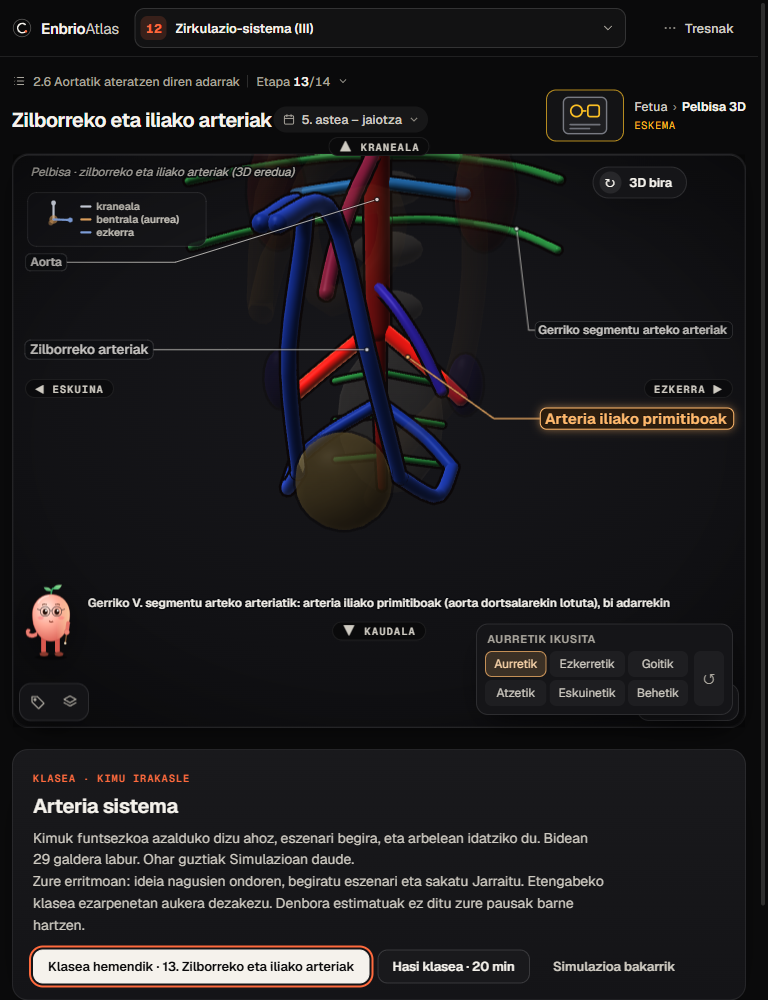 EnbrioAtlas
12 Zirkulazio-sistema (III)
Tresnak
2.6 Aortatik ateratzen diren adarrak
Etapa 13/14
Zilborreko eta iliako arteriak
5. astea – jaiotza
Fetua › Pelbisa 3D
ESKEMA
▲ KRANEALA
Pelbisa · zilborreko eta iliako arteriak (3D eredua)
3D bira
kraneala
bentrala (aurrea)
ezkerra
Aorta
Gerriko segmentu arteko arteriak
Zilborreko arteriak
◀ ESKUINA
EZKERRA ▶
Arteria iliako primitiboak
Gerriko V. segmentu arteko arteriatik: arteria iliako primitiboak (aorta dortsalarekin lotuta), bi adarrekin
▼ KAUDALA
AURRETIK IKUSITA
Aurretik
Ezkerretik
Goitik
Atzetik
Eskuinetik
Behetik
KLASEA · KIMU IRAKASLE
Arteria sistema
Kimuk funtsezkoa azalduko dizu ahoz, eszenari begira, eta arbelean idatziko du. Bidean
29 galdera labur. Ohar guztiak Simulazioan daude.
Zure erritmoan: ideia nagusien ondoren, begiratu eszenari eta sakatu Jarraitu. Etengabeko
klasea ezarpenetan aukera dezakezu. Denbora estimatuak ez ditu zure pausak barne
hartzen.
Klasea hemendik · 13. Zilborreko eta iliako arteriak
Hasi klasea · 20 min
Simulazioa bakarrik